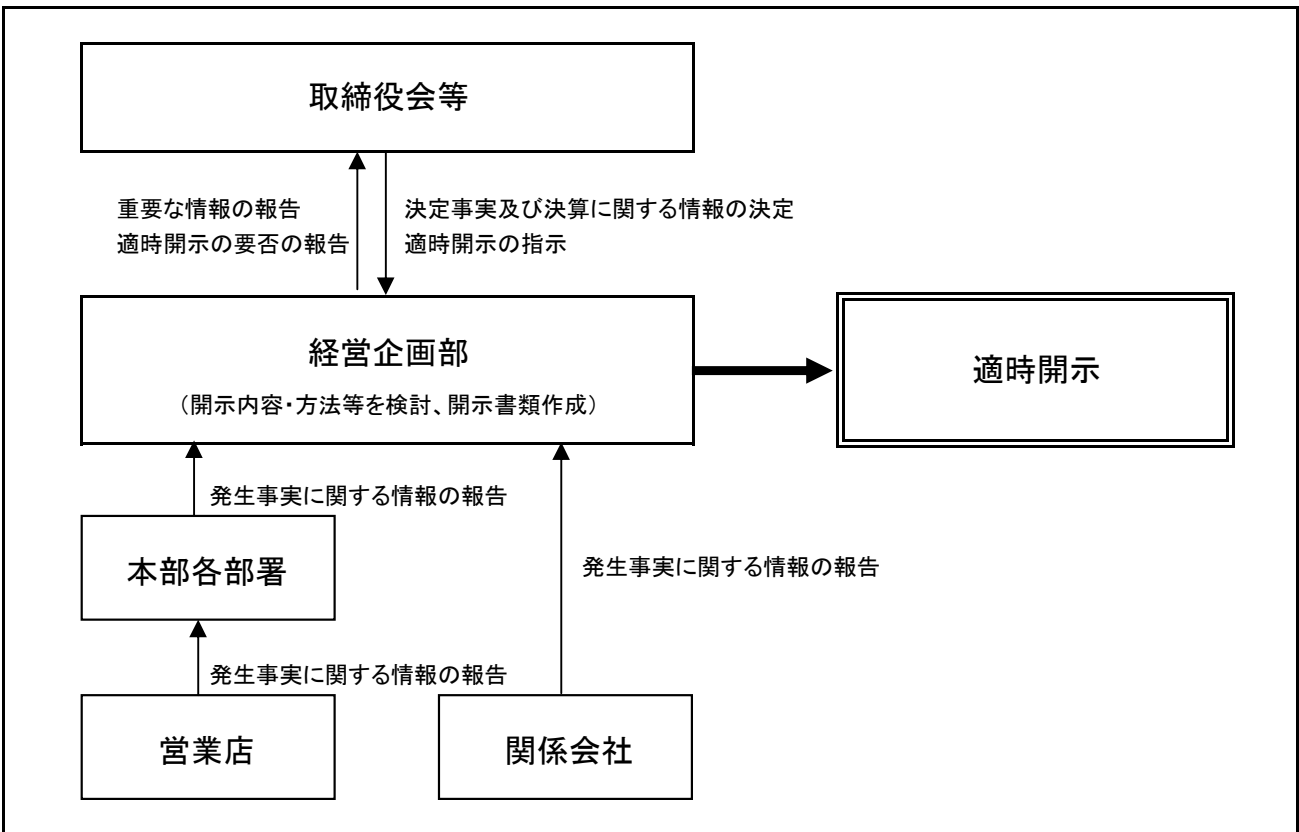 取締役会等
重要な情報の報告
適時開示の要否の報告
決定事実及び決算に関する情報の決定
適時開示の指示
経営企画部
（開示内容・方法等を検討、開示書類作成）
適時開示
発生事実に関する情報の報告
本部各部署
発生事実に関する情報の報告
発生事実に関する情報の報告
営業店
関係会社